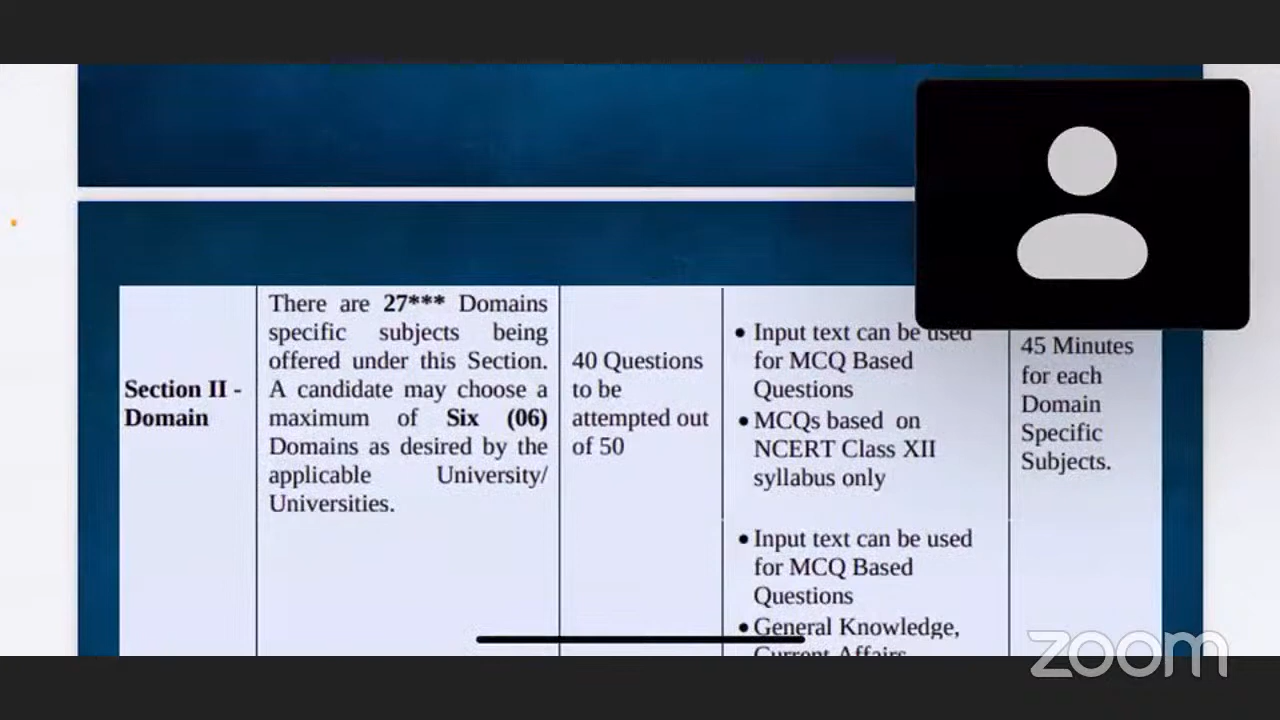 Section II -
Domain
There are 27*** Domains
specific subjects being
offered under this Section.
A candidate may choose a
maximum of Six (06)
Domains as desired by the
applicable University/
Universities.
40 Questions
to be
attempted out
of 50
• Input text can be used
for MCQ Based
Questions
• MCQs based on
NCERT Class XII
syllabus only
45 Minutes
for each
Domain
Specific
Subjects.
• Input text can be used
for MCQ Based
Questions
• General Knowledge,
Current Affairs
zoom